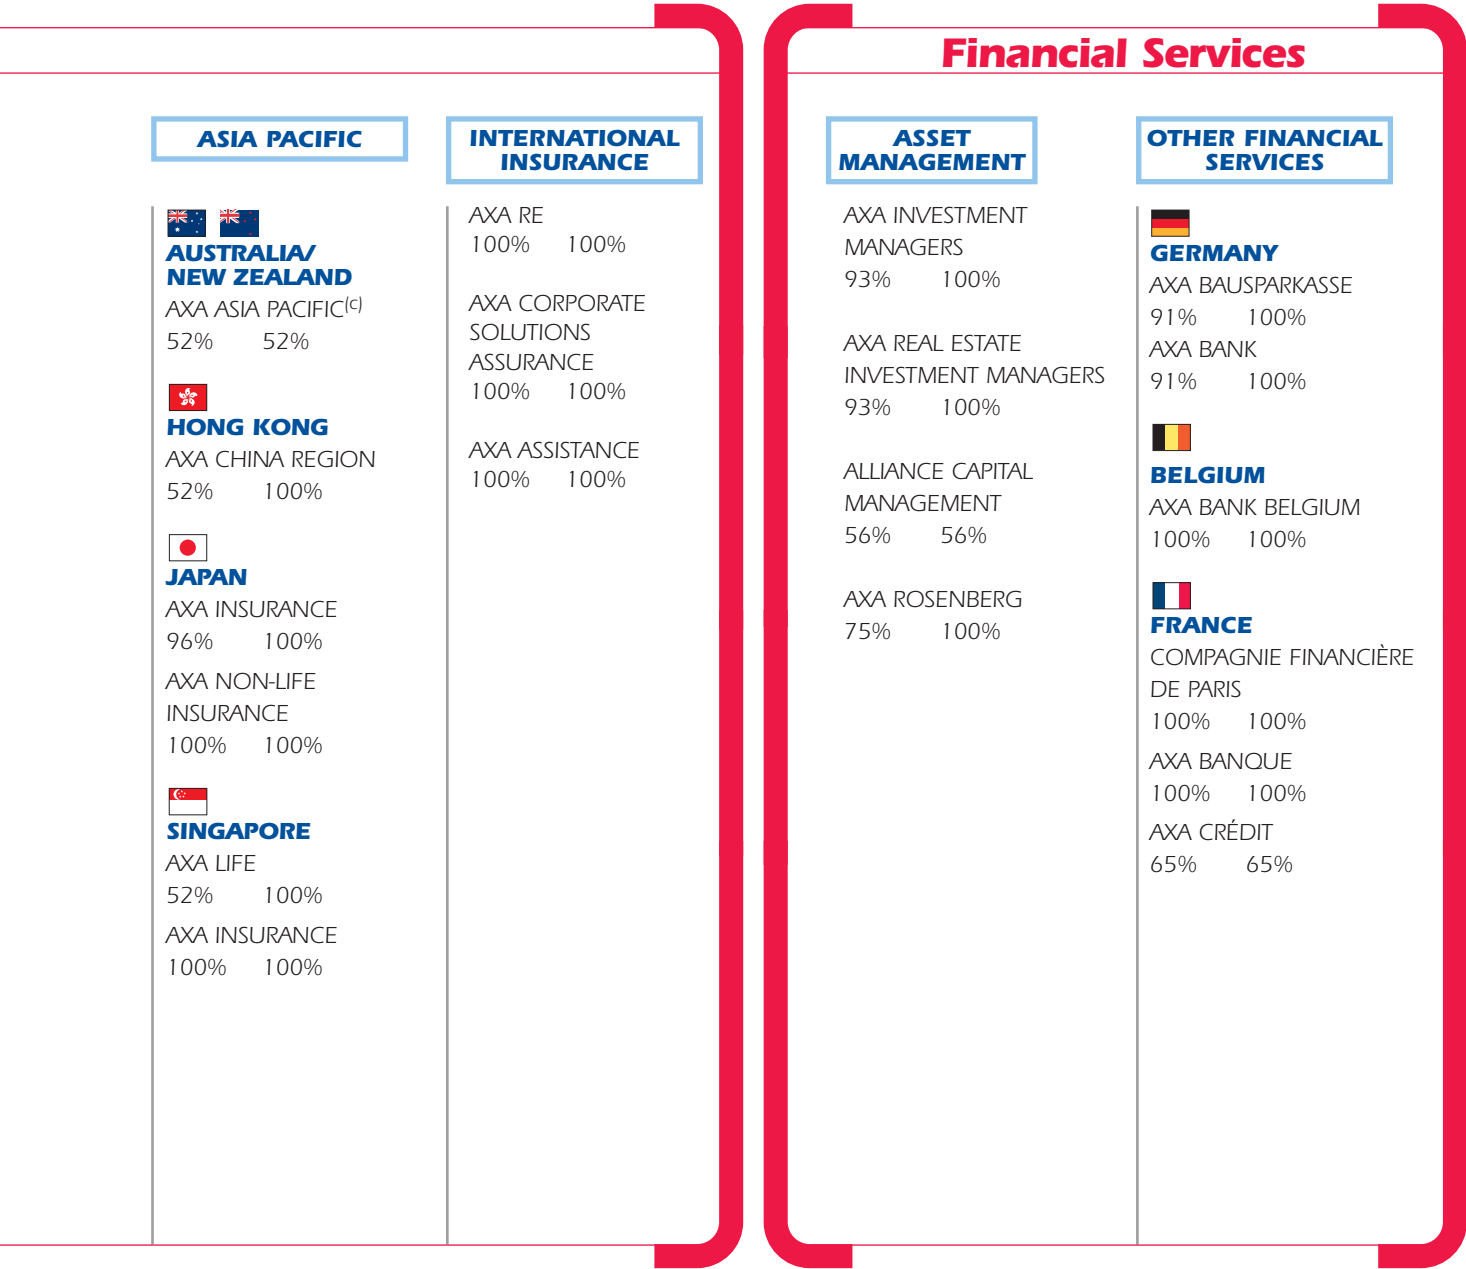 Financial Services
ASIA PACIFIC
AUSTRALIA/
NEW ZEALAND
AXA ASIA PACIFIC(c)
52% 52%
HONG KONG
AXA CHINA REGION
52% 100%
JAPAN
AXA INSURANCE
96% 100%
AXA NON-LIFE
INSURANCE
100% 100%
SINGAPORE
AXA LIFE
52% 100%
AXA INSURANCE
100% 100%
INTERNATIONAL
INSURANCE
AXA RE
100% 100%
AXA CORPORATE
SOLUTIONS
ASSURANCE
100% 100%
AXA ASSISTANCE
100% 100%
ASSET
MANAGEMENT
AXA INVESTMENT
MANAGERS
93% 100%
AXA REAL ESTATE
INVESTMENT MANAGERS
93% 100%
ALLIANCE CAPITAL
MANAGEMENT
56% 56%
AXA ROSENBERG
75% 100%
OTHER FINANCIAL
SERVICES
GERMANY
AXA BAUSPARKASSE
91% 100%
AXA BANK
91% 100%
BELGIUM
AXA BANK BELGIUM
100% 100%
FRANCE
COMPAGNIE FINANCIÈRE
DE PARIS
100% 100%
AXA BANQUE
100% 100%
AXA CRÉDIT
65% 65%